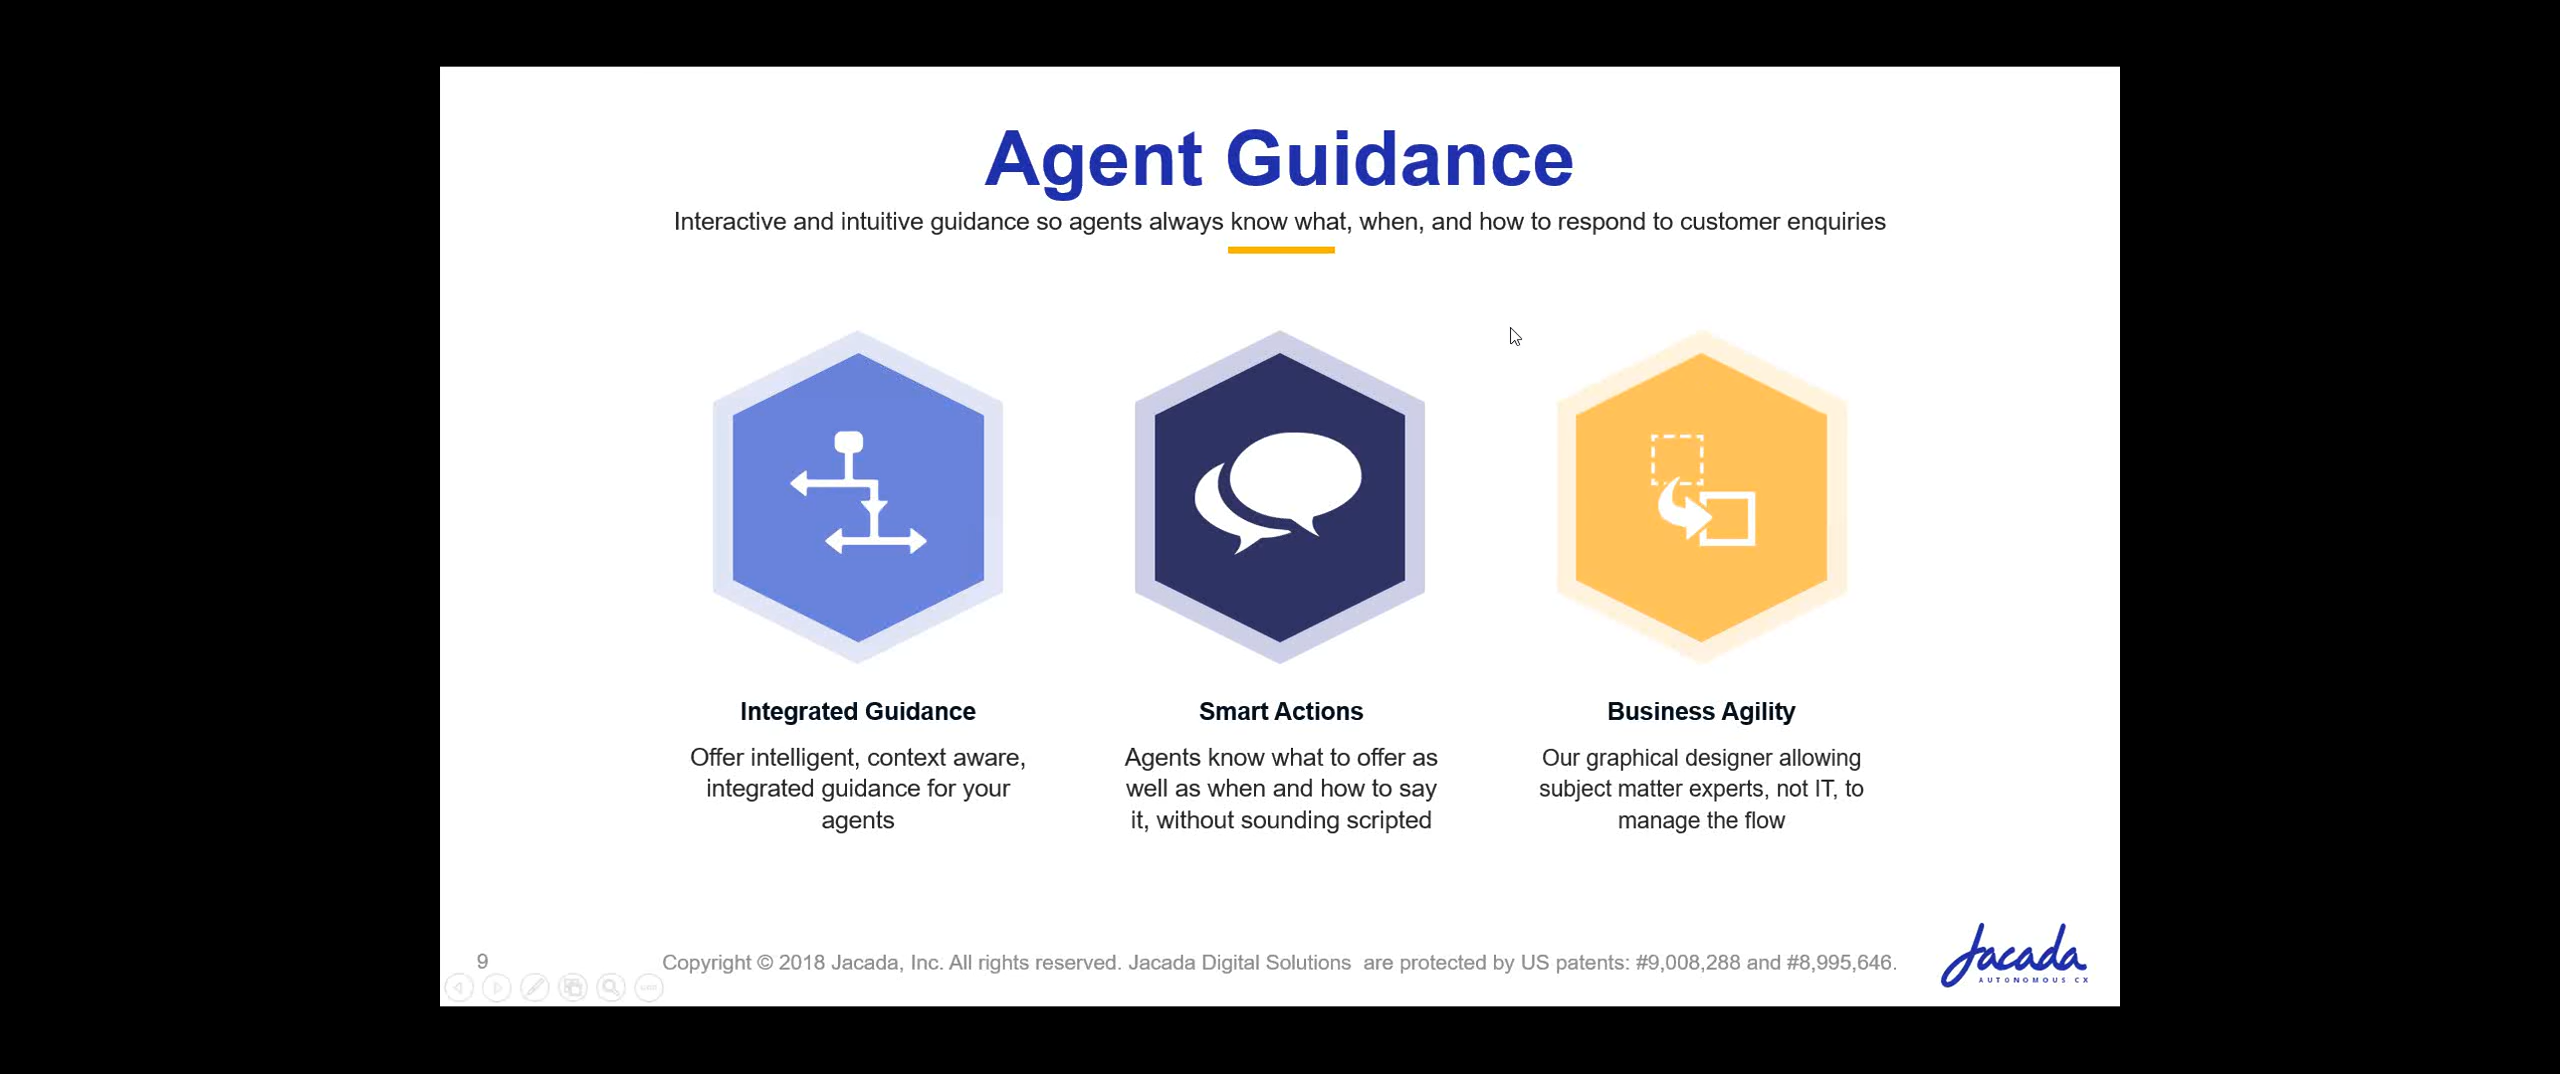 Agent Guidance
Interactive and intuitive guidance so agents always know what, when, and how to respond to customer enquiries
Integrated Guidance
Offer intelligent, context aware,
integrated guidance for your
agents
Smart Actions
Agents know what to offer as
well as when and how to say
it, without sounding scripted
Business Agility
Our graphical designer allowing
subject matter experts, not IT, to
manage the flow
9
Copyright © 2018 Jacada, Inc. All rights reserved. Jacada Digital Solutions  are protected by US patents: #9,008,288 and #8,995,646.
Jacada
AUTONOMOUS CX